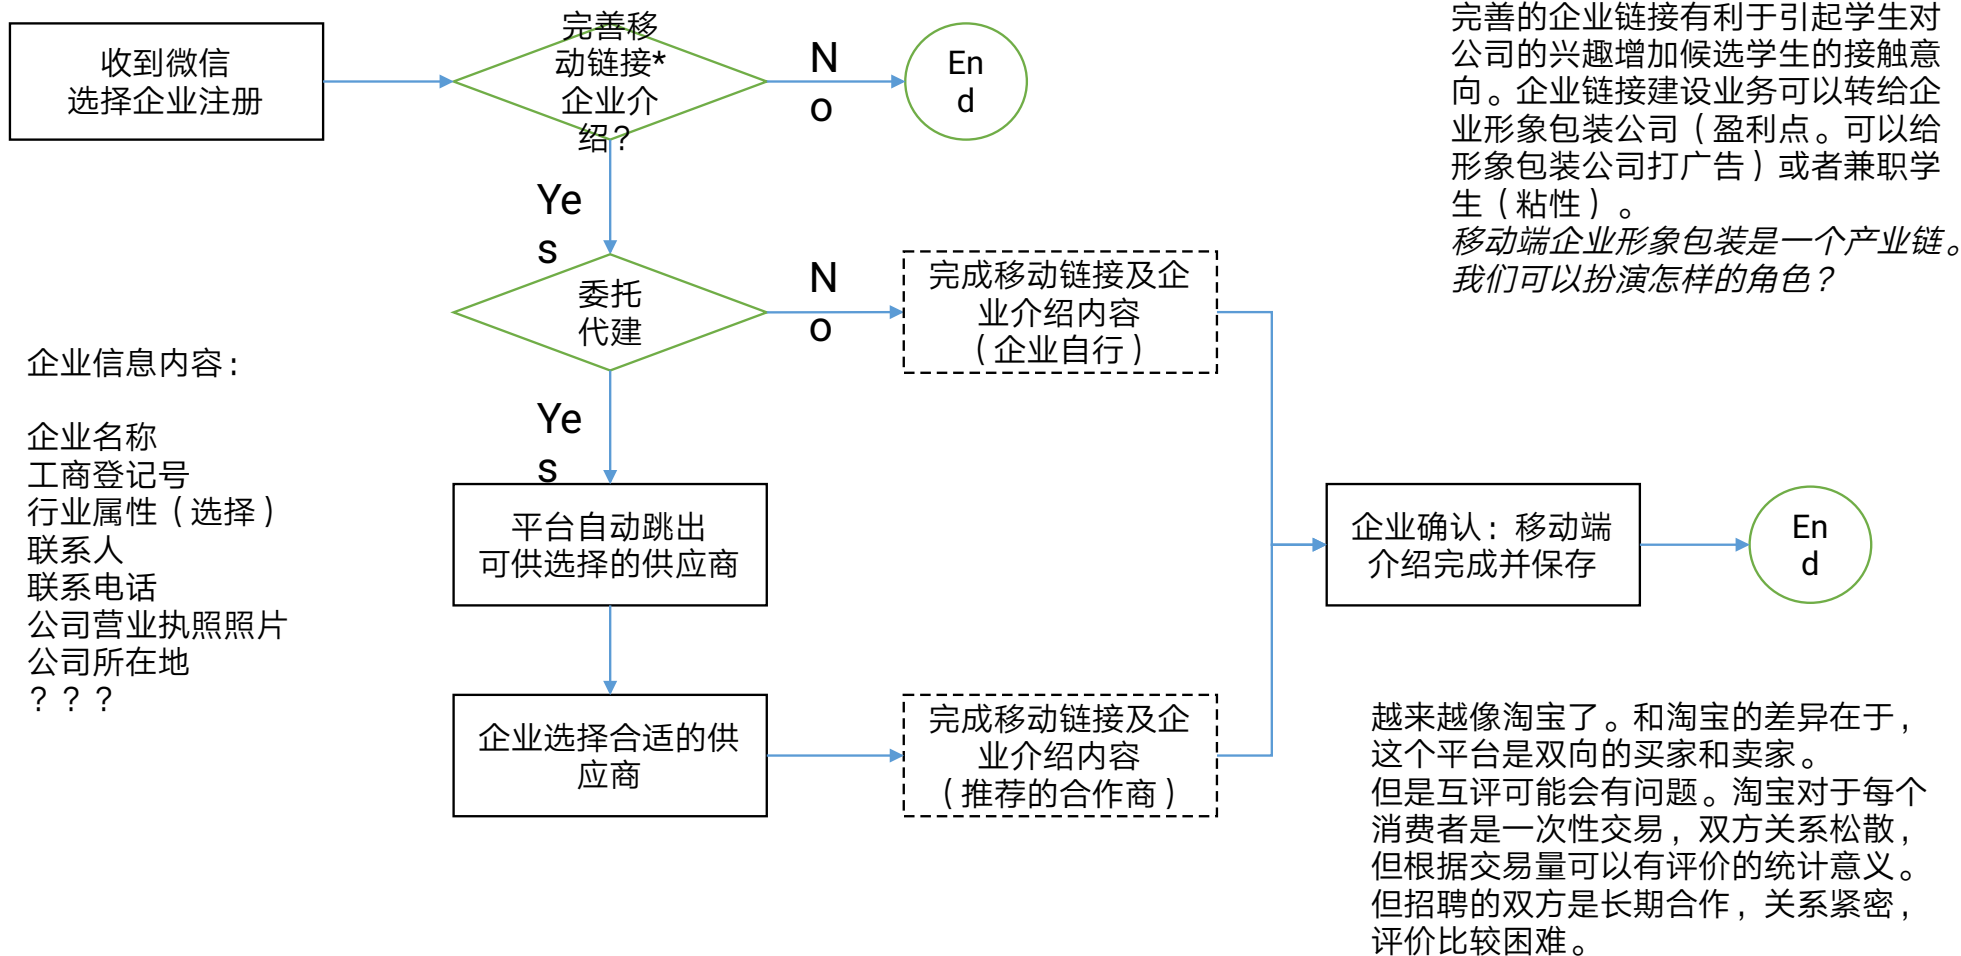 收到微信
选择企业注册
完善移
动链接*
企业介
绍？
N
o
En
d
完善的企业链接有利于引起学生对
公司的兴趣增加候选学生的接触意
向。企业链接建设业务可以转给企
业形象包装公司（盈利点。可以给
形象包装公司打广告）或者兼职学
生（粘性）。
移动端企业形象包装是一个产业链。
我们可以扮演怎样的角色？
Ye
s
委托
代建
N
o
完成移动链接及企
业介绍内容
（企业自行）
企业信息内容：
企业名称
工商登记号
行业属性（选择）
联系人
联系电话
公司营业执照照片
公司所在地
？？？
Ye
s
平台自动跳出
可供选择的供应商
企业确认：移动端
介绍完成并保存
En
d
企业选择合适的供
应商
完成移动链接及企
业介绍内容
（推荐的合作商）
越来越像淘宝了。和淘宝的差异在于，
这个平台是双向的买家和卖家。
但是互评可能会有问题。淘宝对于每个
消费者是一次性交易，双方关系松散，
但根据交易量可以有评价的统计意义。
但招聘的双方是长期合作，关系紧密，
评价比较困难。